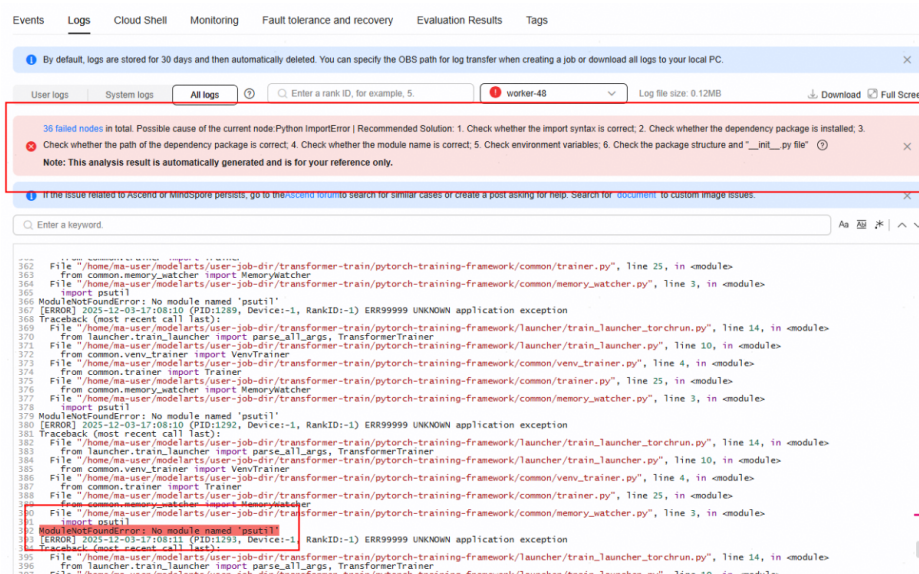 Events Logs Cloud Shell Monitoring Fault tolerance and recovery Evaluation Results Tags
By default, logs are stored for 30 days and then automatically deleted. You can specify the OBS path for log transfer when creating a job or download all logs to your local PC.
User logs System logs All logs Enter a rank ID, for example, 5. worker-48 Log file size: 0.12MB Download Full Scree
36 failed nodes in total. Possible cause of the current node:Python ImportError | Recommended Solution: 1. Check whether the import syntax is correct; 2. Check whether the dependency package is installed; 3.
Check whether the path of the dependency package is correct; 4. Check whether the module name is correct; 5. Check environment variables; 6. Check the package structure and "__init__.py file"
Note: This analysis result is automatically generated and is for your reference only.
If the issue related to Ascend or MindSpore persists, go to theAscend forumto search for similar cases or create a post asking for help. Search for document to custom image issues.
Enter a keyword. Aa Ab .*
362 File "/home/ma-user/modelarts/user-job-dir/transformer-train/pytorch-training-framework/common/trainer.py", line 25, in <module>
363 from common.memory_watcher import MemoryWatcher
364 File "/home/ma-user/modelarts/user-job-dir/transformer-train/pytorch-training-framework/common/memory_watcher.py", line 3, in <module>
365 import psutil
366 ModuleNotFoundError: No module named 'psutil'
367 [ERROR] 2025-12-03-17:08:10 (PID:1289, Device:-1, RankID:-1) ERR99999 UNKNOWN application exception
368 Traceback (most recent call last):
369 File "/home/ma-user/modelarts/user-job-dir/transformer-train/pytorch-training-framework/launcher/train_launcher_torchrun.py", line 14, in <module>
370 from launcher.train_launcher import parse_all_args, TransformerTrainer
371 File "/home/ma-user/modelarts/user-job-dir/transformer-train/pytorch-training-framework/launcher/train_launcher.py", line 10, in <module>
372 from common.venv_trainer import VenvTrainer
373 File "/home/ma-user/modelarts/user-job-dir/transformer-train/pytorch-training-framework/common/venv_trainer.py", line 4, in <module>
374 from common.trainer import Trainer
375 File "/home/ma-user/modelarts/user-job-dir/transformer-train/pytorch-training-framework/common/trainer.py", line 25, in <module>
376 from common.memory_watcher import MemoryWatcher
377 File "/home/ma-user/modelarts/user-job-dir/transformer-train/pytorch-training-framework/common/memory_watcher.py", line 3, in <module>
378 import psutil
379 ModuleNotFoundError: No module named 'psutil'
380 [ERROR] 2025-12-03-17:08:10 (PID:1292, Device:-1, RankID:-1) ERR99999 UNKNOWN application exception
381 Traceback (most recent call last):
382 File "/home/ma-user/modelarts/user-job-dir/transformer-train/pytorch-training-framework/launcher/train_launcher_torchrun.py", line 14, in <module>
383 from launcher.train_launcher import parse_all_args, TransformerTrainer
384 File "/home/ma-user/modelarts/user-job-dir/transformer-train/pytorch-training-framework/launcher/train_launcher.py", line 10, in <module>
385 from common.venv_trainer import VenvTrainer
386 File "/home/ma-user/modelarts/user-job-dir/transformer-train/pytorch-training-framework/common/venv_trainer.py", line 4, in <module>
387 from common.trainer import Trainer
388 File "/home/ma-user/modelarts/user-job-dir/transformer-train/pytorch-training-framework/common/trainer.py", line 25, in <module>
389 from common.memory_watcher import MemoryWatcher
390 File "/home/ma-user/modelarts/user-job-dir/transformer-train/pytorch-training-framework/common/memory_watcher.py", line 3, in <module>
391 import psutil
392 ModuleNotFoundError: No module named 'psutil'
393 [ERROR] 2025-12-03-17:08:11 (PID:1293, Device:-1, RankID:-1) ERR99999 UNKNOWN application exception
394 Traceback (most recent call last):
395 File "/home/ma-user/modelarts/user-job-dir/transformer-train/pytorch-training-framework/launcher/train_launcher_torchrun.py", line 14, in <module>
396 from launcher.train_launcher import parse_all_args, TransformerTrainer